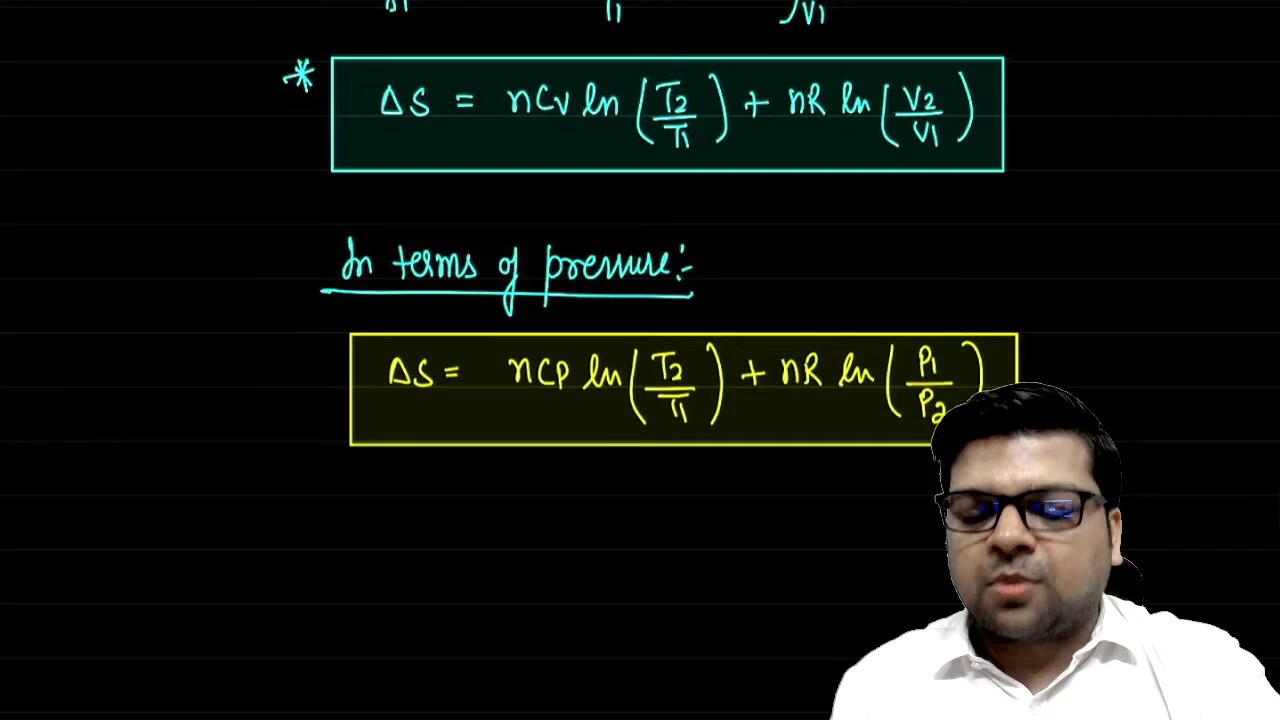 * ΔS = nCv ln(T2/T1) + nR ln(V2/V1)
In terms of pressure:-
ΔS = nCP ln(T2/T1) + nR ln(P1/P2)